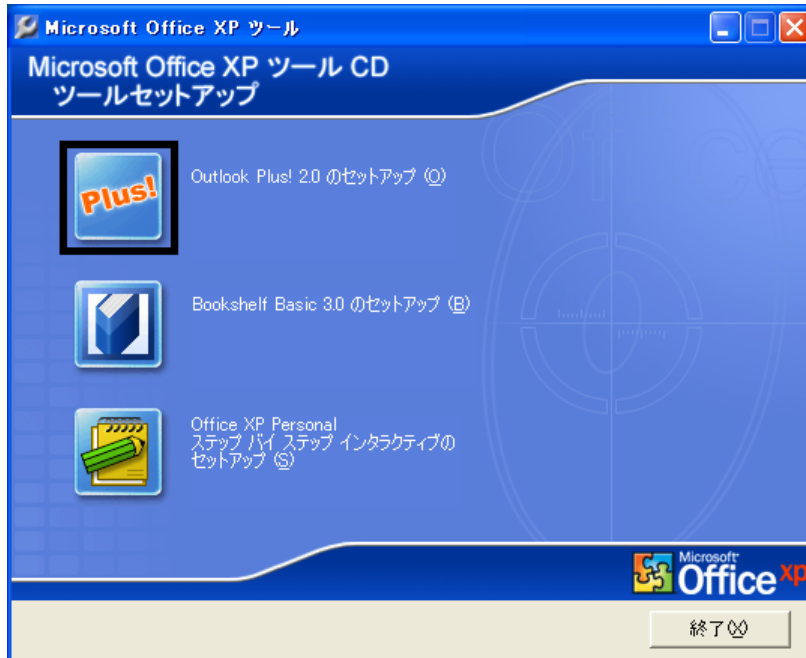 Microsoft Office XP ツール
Microsoft Office XP ツール CD
ツールセットアップ
Plus!
Outlook Plus! 2.0 のセットアップ (O)
Bookshelf Basic 3.0 のセットアップ (B)
Office XP Personal
ステップ バイ ステップ インタラクティブの
セットアップ (S)
Office
Microsoft
Office xp
終了(X)